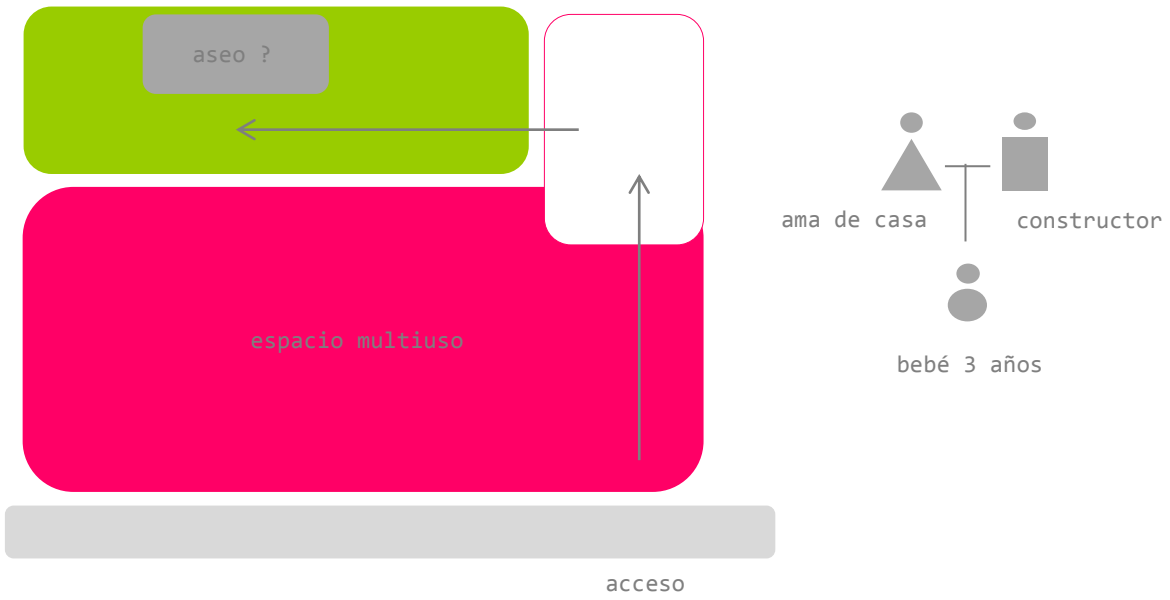 aseo ?
ama de casa
constructor
espacio multiuso
bebé 3 años
acceso